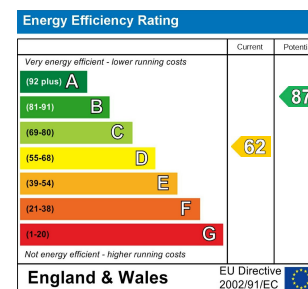 Energy Efficiency Rating
Current Potenti
Very energy efficient - lower running costs
(92 plus) A
(81-91) B
87
(69-80) C
62
(55-68) D
(39-54) E
(21-38) F
(1-20) G
Not energy efficient - higher running costs
England & Wales
EU Directive
2002/91/EC